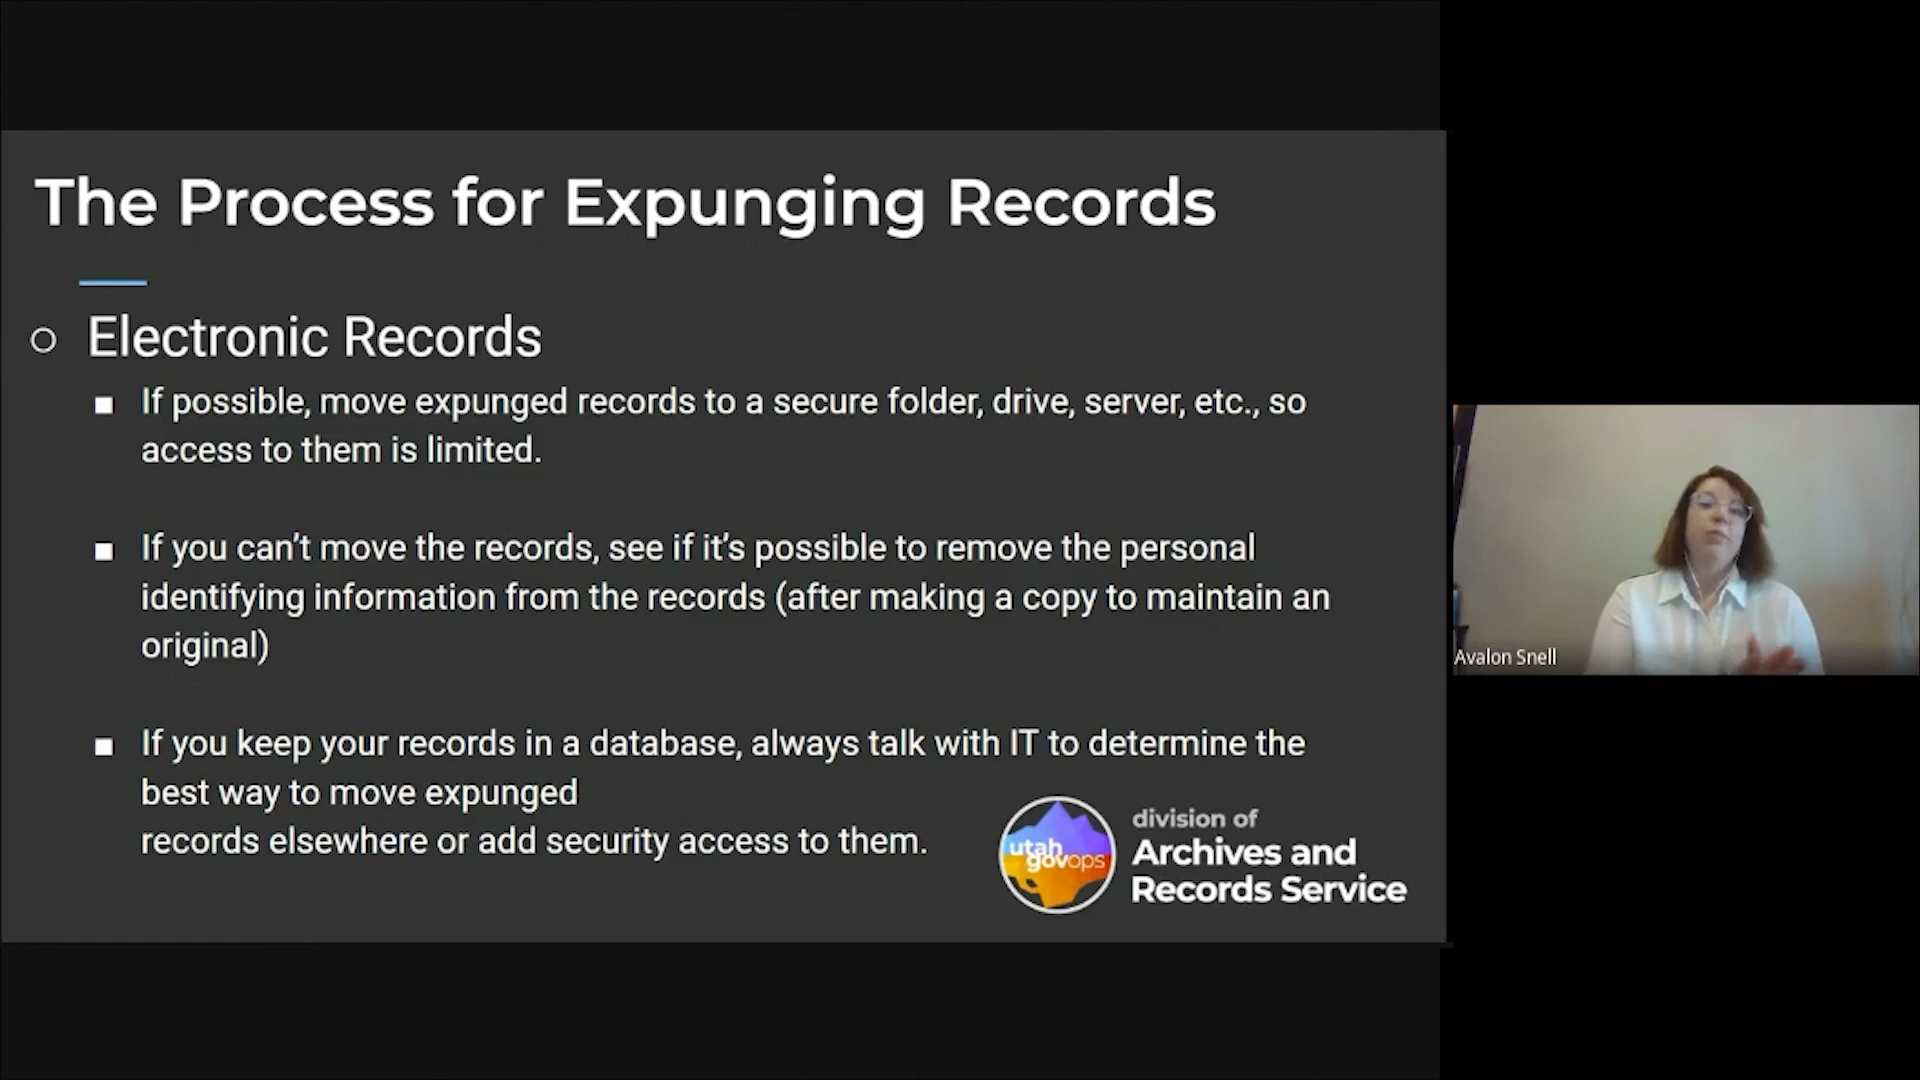 The Process for Expunging Records
Electronic Records
If possible, move expunged records to a secure folder, drive, server, etc., so
access to them is limited.
If you can’t move the records, see if it’s possible to remove the personal
identifying information from the records (after making a copy to maintain an
original)
If you keep your records in a database, always talk with IT to determine the
best way to move expunged
records elsewhere or add security access to them.
utah
govops
division of
Archives and
Records Service
Avalon Snell